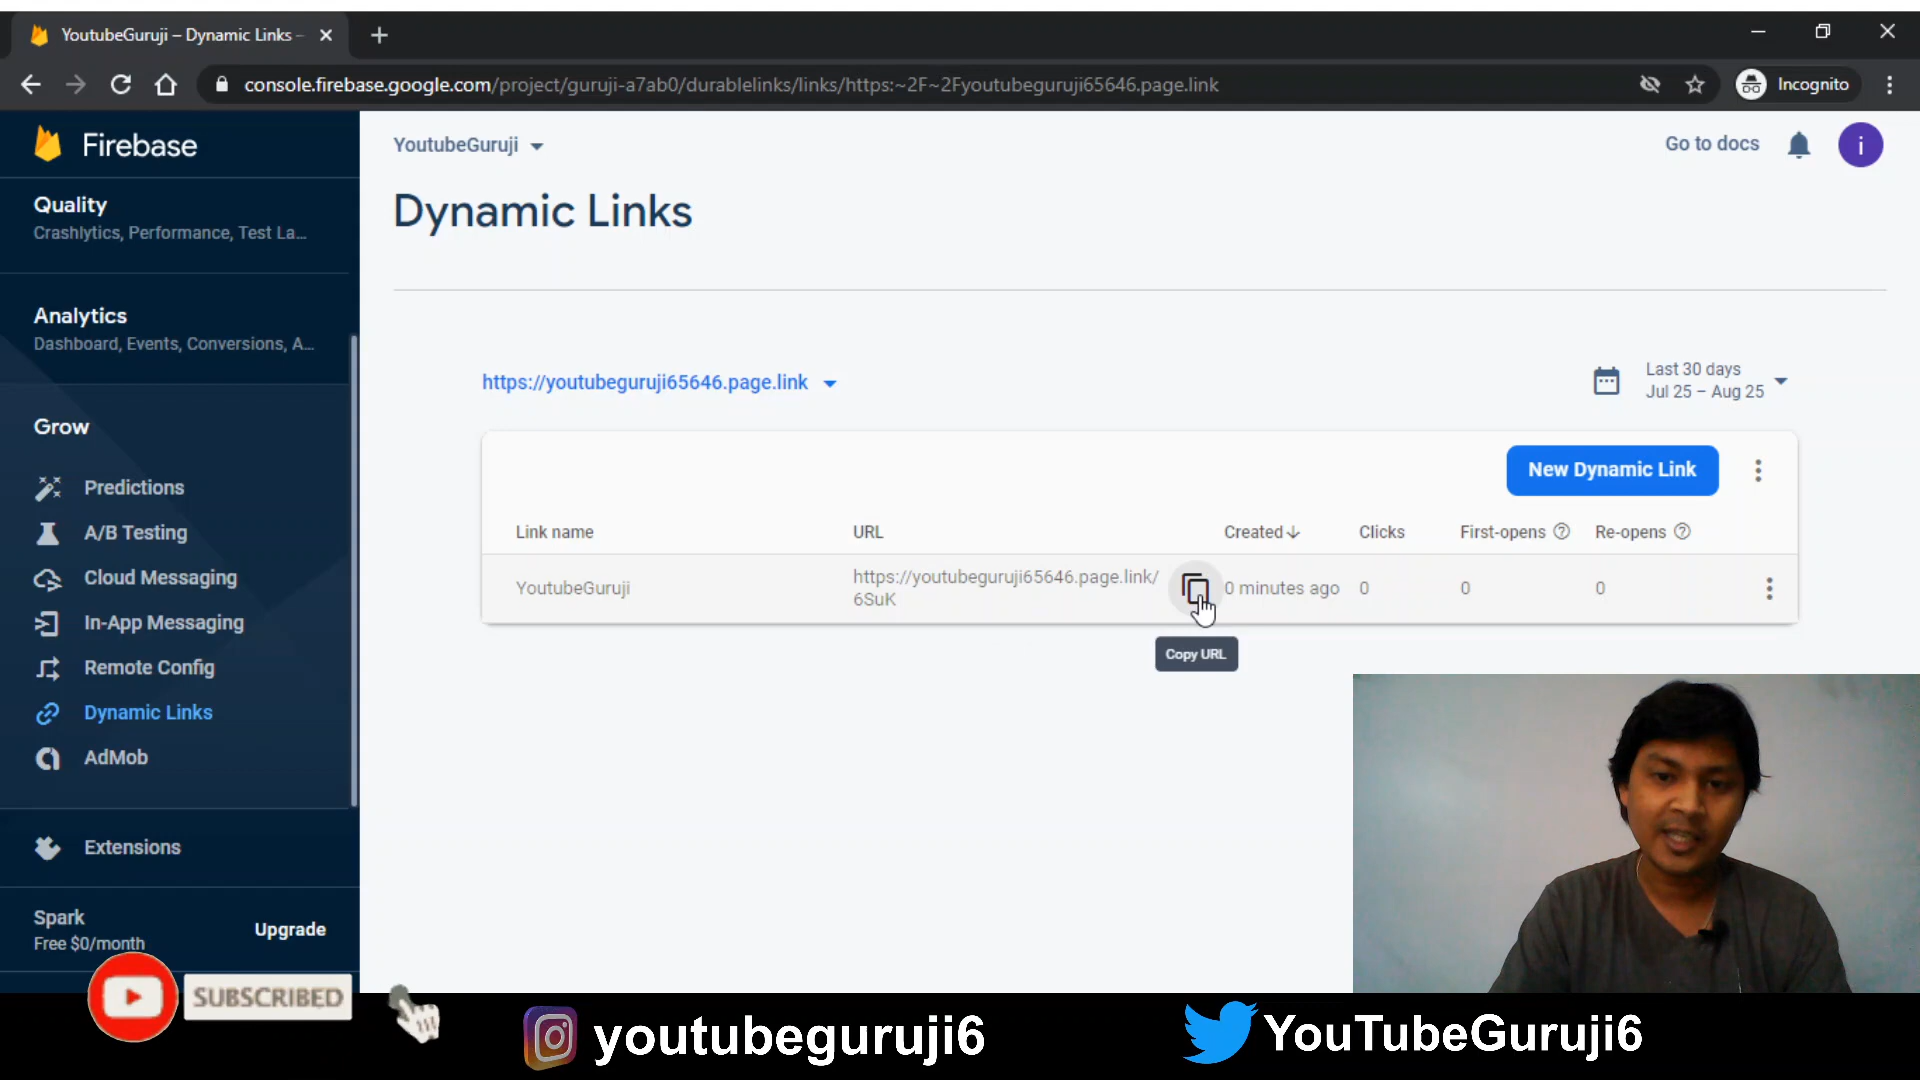 YoutubeGuruji – Dynamic Links –
console.firebase.google.com/project/guruji-a7ab0/durablelinks/links/https:~2F~2Fyoutubeguruji65646.page.link
Incognito
Firebase
YoutubeGuruji
Go to docs
i
Dynamic Links
Quality
Crashlytics, Performance, Test La...
Analytics
Dashboard, Events, Conversions, A...
Grow
Predictions
A/B Testing
Cloud Messaging
In-App Messaging
Remote Config
Dynamic Links
AdMob
Extensions
Spark
Free $0/month
Upgrade
https://youtubeguruji65646.page.link
Last 30 days
Jul 25 – Aug 25
New Dynamic Link
Link name URL Created Clicks First-opens Re-opens
YoutubeGuruji
https://youtubeguruji65646.page.link/
6SuK
0 minutes ago 0 0 0
Copy URL
SUBSCRIBED
youtubeguruji6
YouTubeGuruji6